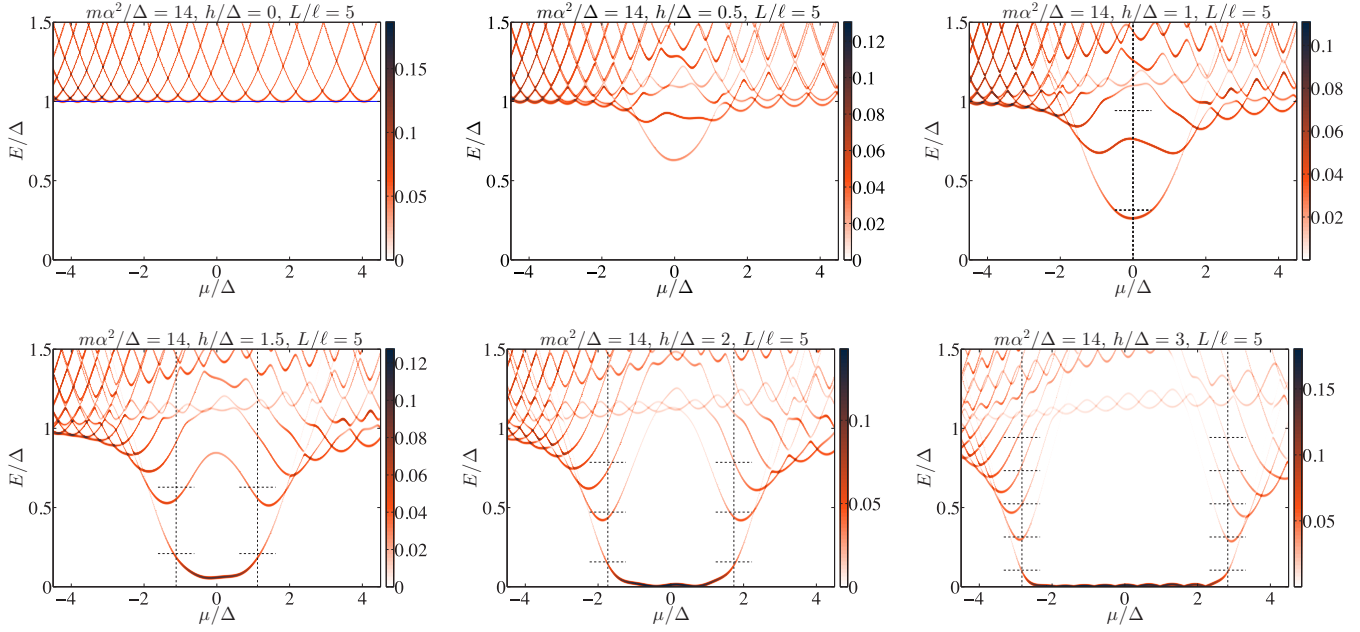 mα²/Δ = 14, h/Δ = 0, L/ℓ = 5
1.5
1
0.5
0
E/Δ
−4 −2 0 2 4
μ/Δ
0.15
0.1
0.05
0
mα²/Δ = 14, h/Δ = 0.5, L/ℓ = 5
1.5
1
0.5
0
E/Δ
−4 −2 0 2 4
μ/Δ
0.12
0.1
0.08
0.06
0.04
0.02
0
mα²/Δ = 14, h/Δ = 1, L/ℓ = 5
1.5
1
0.5
0
E/Δ
−4 −2 0 2 4
μ/Δ
0.1
0.08
0.06
0.04
0.02
mα²/Δ = 14, h/Δ = 1.5, L/ℓ = 5
1.5
1
0.5
0
E/Δ
−4 −2 0 2 4
μ/Δ
0.12
0.1
0.08
0.06
0.04
0.02
0
mα²/Δ = 14, h/Δ = 2, L/ℓ = 5
1.5
1
0.5
0
E/Δ
−4 −2 0 2 4
μ/Δ
0.1
0.05
0
mα²/Δ = 14, h/Δ = 3, L/ℓ = 5
1.5
1
0.5
0
E/Δ
−4 −2 0 2 4
μ/Δ
0.15
0.1
0.05